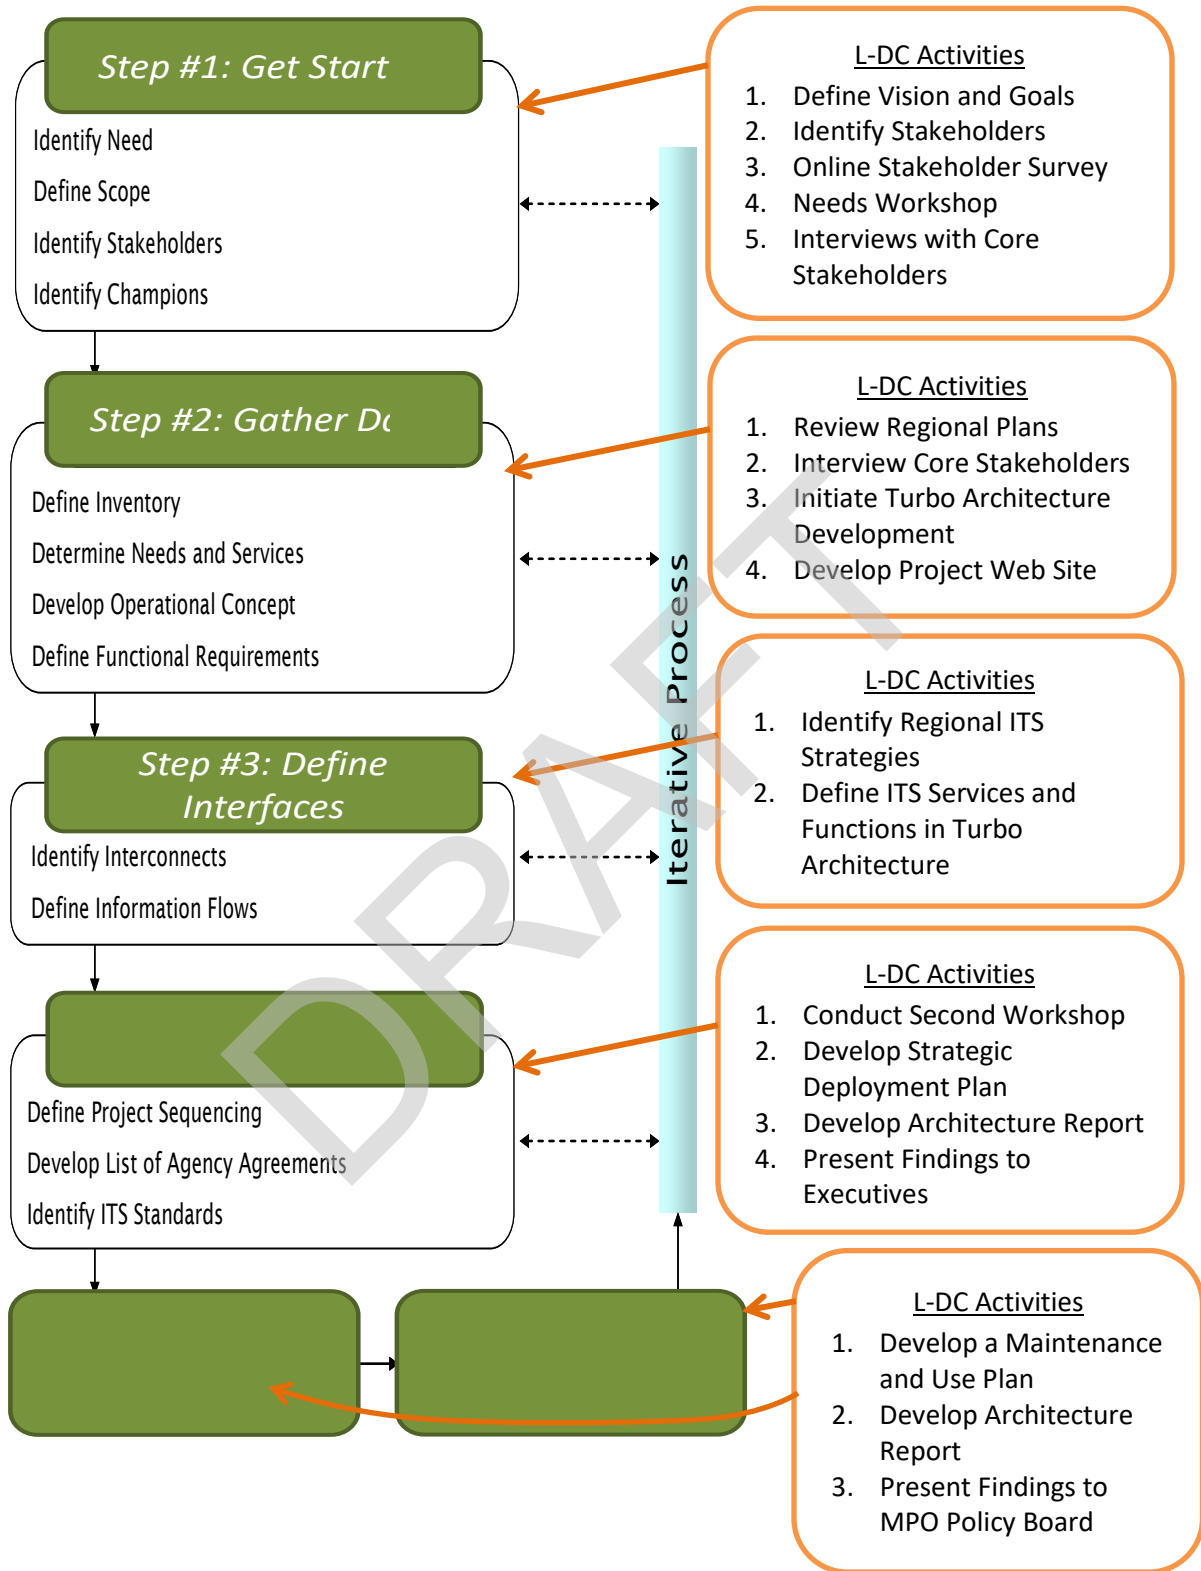 Step #1: Get Start
Identify Need
Define Scope
Identify Stakeholders
Identify Champions
L-DC Activities
1. Define Vision and Goals
2. Identify Stakeholders
3. Online Stakeholder Survey
4. Needs Workshop
5. Interviews with Core
Stakeholders
Step #2: Gather Da
Define Inventory
Determine Needs and Services
Develop Operational Concept
Define Functional Requirements
L-DC Activities
1. Review Regional Plans
2. Interview Core Stakeholders
3. Initiate Turbo Architecture
Development
4. Develop Project Web Site
Iterative Process
Step #3: Define
Interfaces
Identify Interconnects
Define Information Flows
L-DC Activities
1. Identify Regional ITS
Strategies
2. Define ITS Services and
Functions in Turbo
Architecture
Define Project Sequencing
Develop List of Agency Agreements
Identify ITS Standards
L-DC Activities
1. Conduct Second Workshop
2. Develop Strategic
Deployment Plan
3. Develop Architecture Report
4. Present Findings to
Executives
L-DC Activities
1. Develop a Maintenance
and Use Plan
2. Develop Architecture
Report
3. Present Findings to
MPO Policy Board
DRAFT